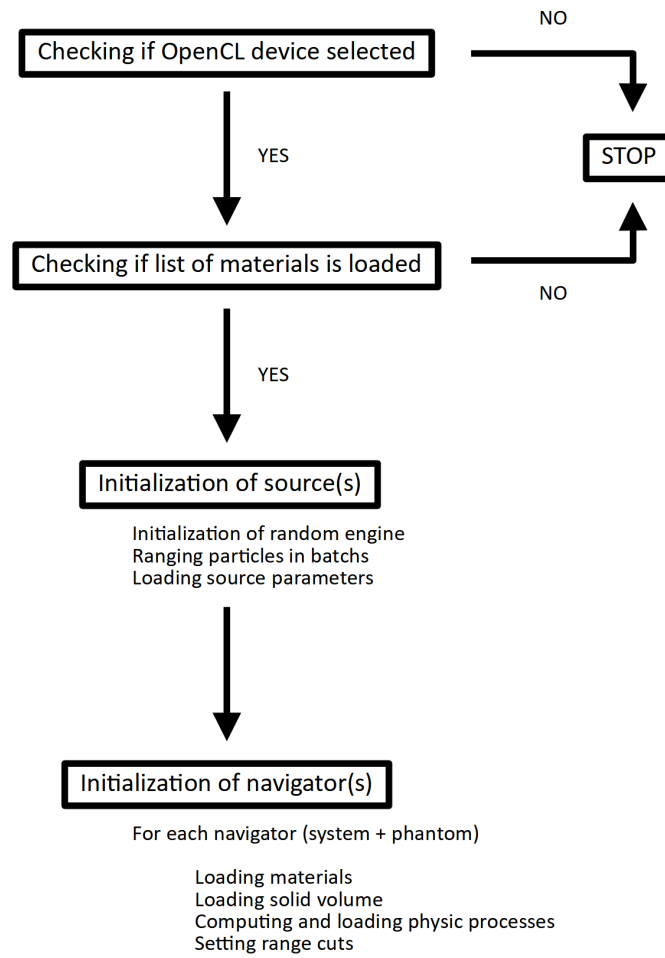 NO
Checking if OpenCL device selected
YES
STOP
Checking if list of materials is loaded
NO
YES
Initialization of source(s)
Initialization of random engine
Ranging particles in batchs
Loading source parameters
Initialization of navigator(s)
For each navigator (system + phantom)
Loading materials
Loading solid volume
Computing and loading physic processes
Setting range cuts